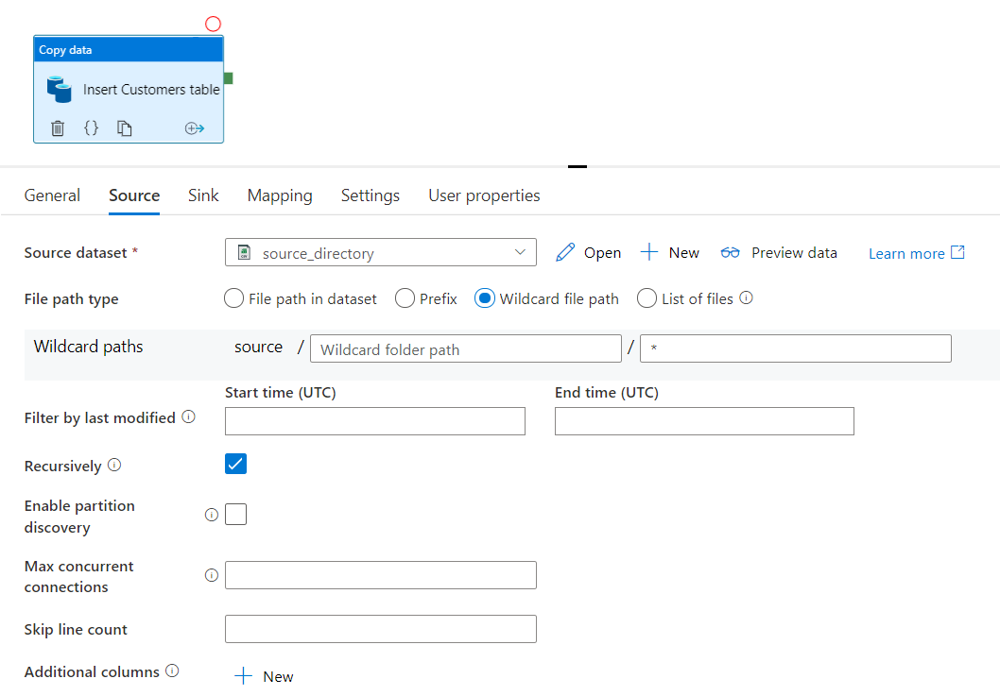 Copy data
Insert Customers table
General Source Sink Mapping Settings User properties
Source dataset * source_directory Open New Preview data Learn more
File path type File path in dataset Prefix Wildcard file path List of files
Wildcard paths source / Wildcard folder path / *
Start time (UTC) End time (UTC)
Filter by last modified
Recursively
Enable partition
discovery
Max concurrent
connections
Skip line count
Additional columns New